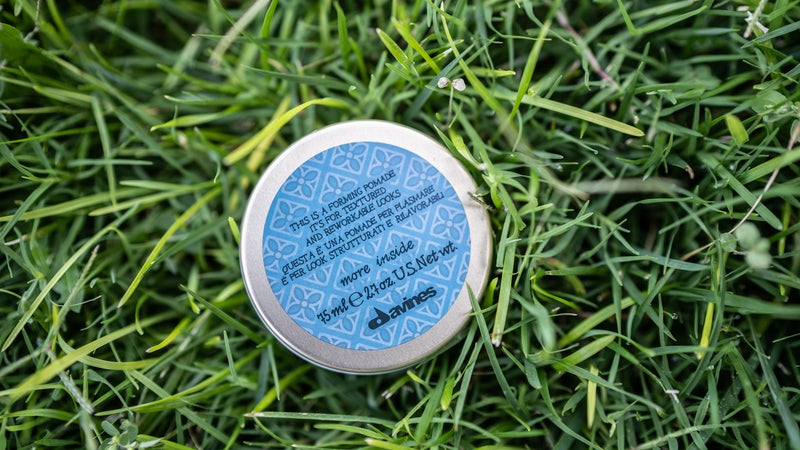 THIS IS A FORMING POMADE
IT'S FOR TEXTURED
AND REWORKABLE LOOKS
QUESTA È UNA POMADE PER PLASMARE
E PER LOOK STRUTTURATI E RILAVORABILI
more inside
75 ml ℮ 2.7 oz. U.S. Net wt.
davines